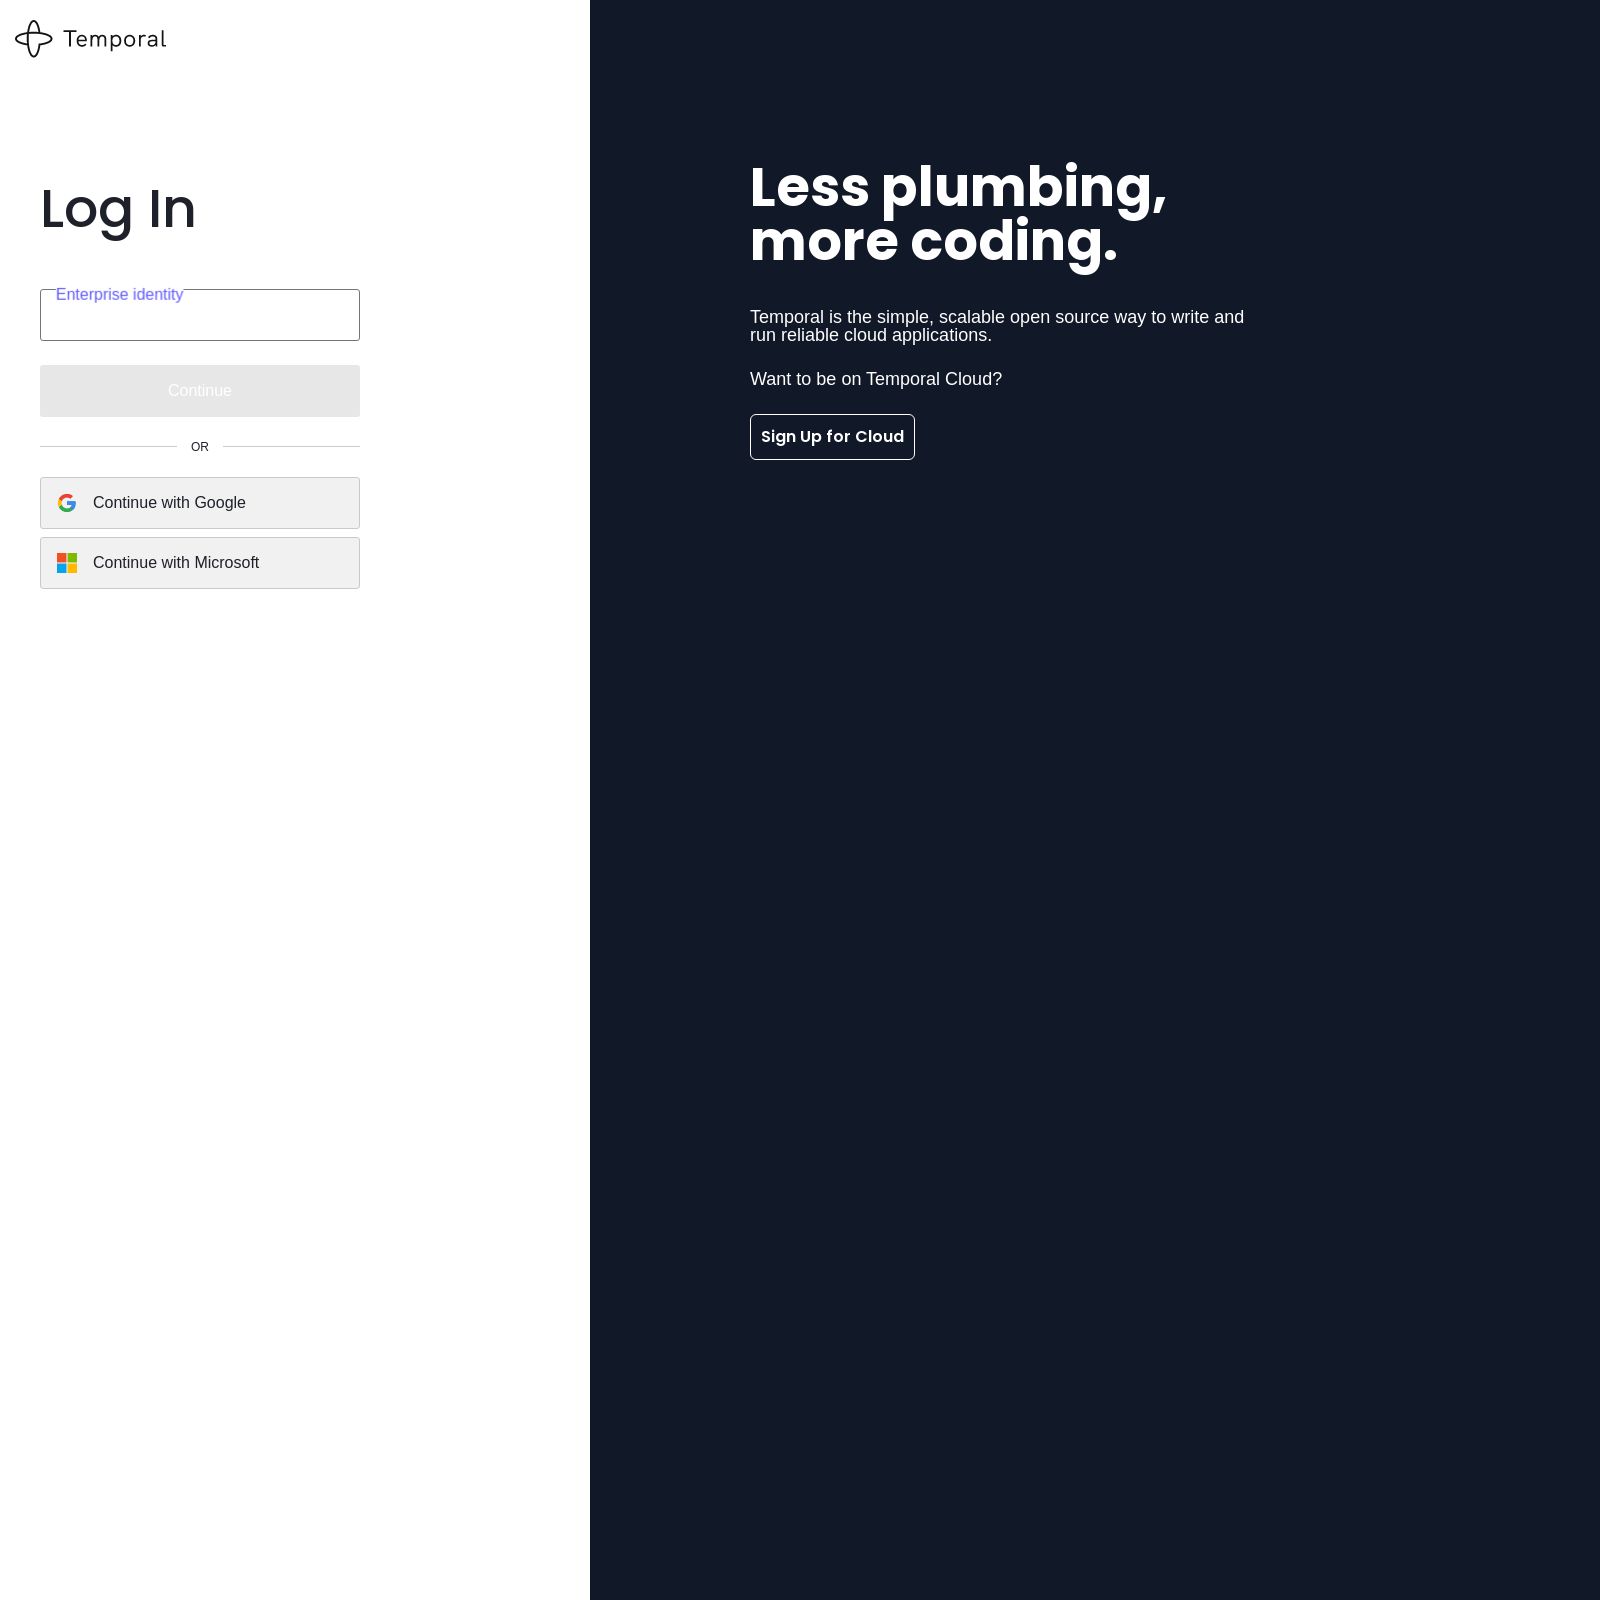 Temporal
Log In
Enterprise identity
Continue
OR
Continue with Google
Continue with Microsoft
Less plumbing,
more coding.
Temporal is the simple, scalable open source way to write and
run reliable cloud applications.
Want to be on Temporal Cloud?
Sign Up for Cloud